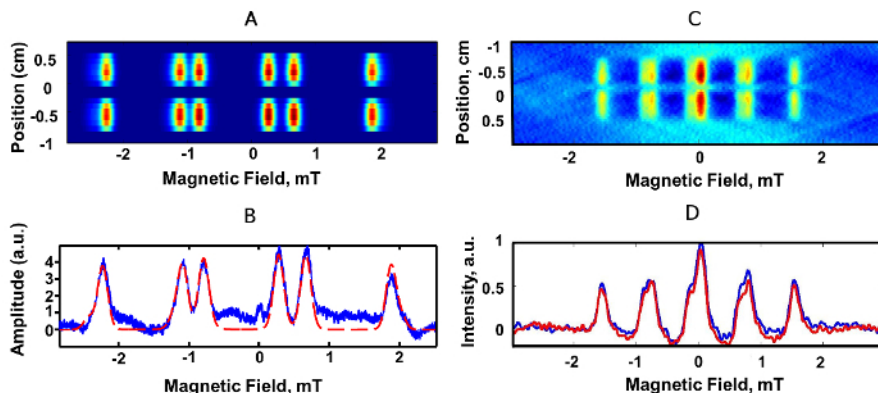 A
Position (cm)
0.5
0
-0.5
-1
-2
-1
0
1
2
Magnetic Field, mT
C
Position, cm
-1
-0.5
0
0.5
-2
0
2
Magnetic Field, mT
B
Amplitude (a.u.)
4
3
2
1
0
-2
-1
0
1
2
Magnetic Field, mT
D
Intensity, a.u.
1
0.5
0
-2
-1
0
1
2
Magnetic Field, mT